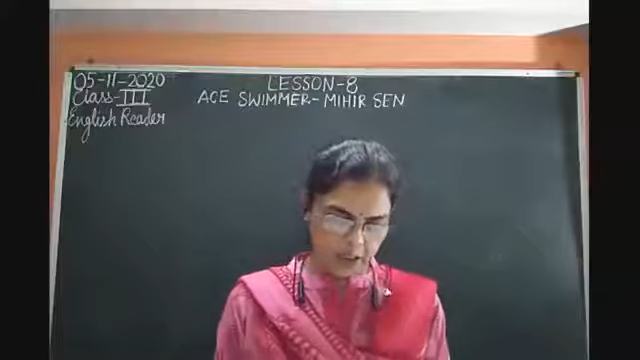 05-11-2020
Class-III
English Reader
LESSON-8
ACE SWIMMER-MIHIR SEN